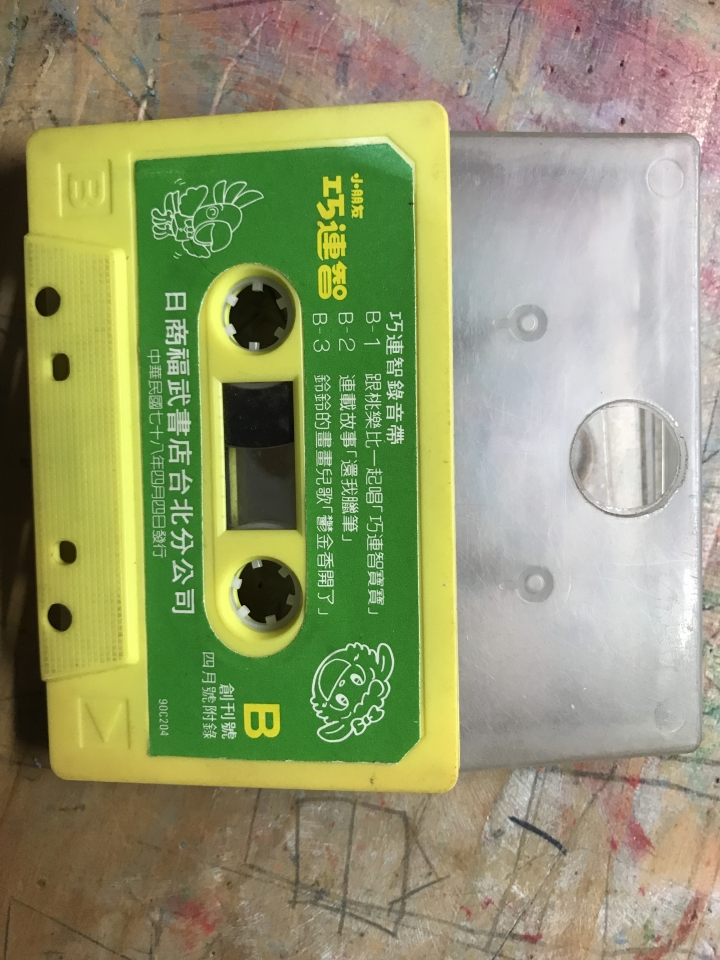 巧連智錄音帶
B-1 跟桃樂比一起唱「巧連智寶寶」
B-2 連載故事「還我臘筆」
B-3 鈴鈴的畫畫兒歌「鬱金香開了」
小朋友
巧連智
B
創刊號
四月號附錄
日商福武書店台北分公司
中華民國七十八年四月四日發行
90C204
B